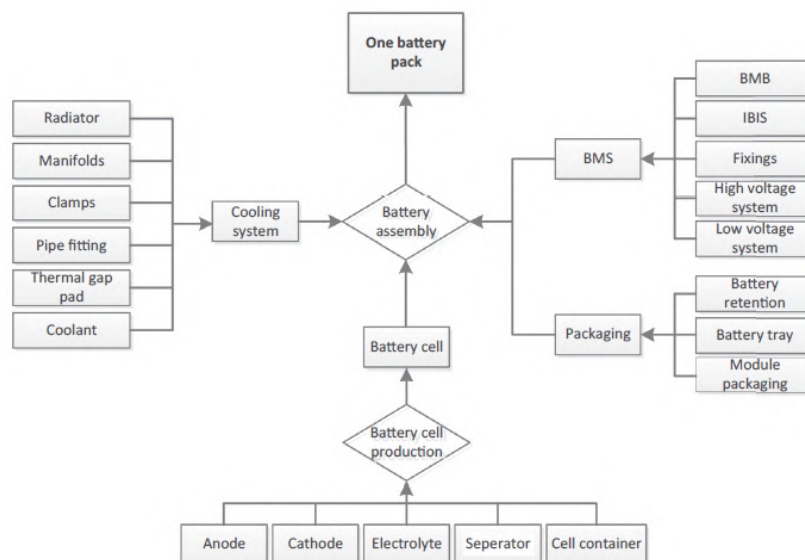 One battery
pack
Radiator
Manifolds
Clamps
Pipe fitting
Thermal gap
pad
Coolant
Cooling
system
Battery
assembly
BMS
BMB
IBIS
Fixings
High voltage
system
Low voltage
system
Packaging
Battery
retention
Battery tray
Module
packaging
Battery cell
Battery cell
production
Anode
Cathode
Electrolyte
Seperator
Cell container